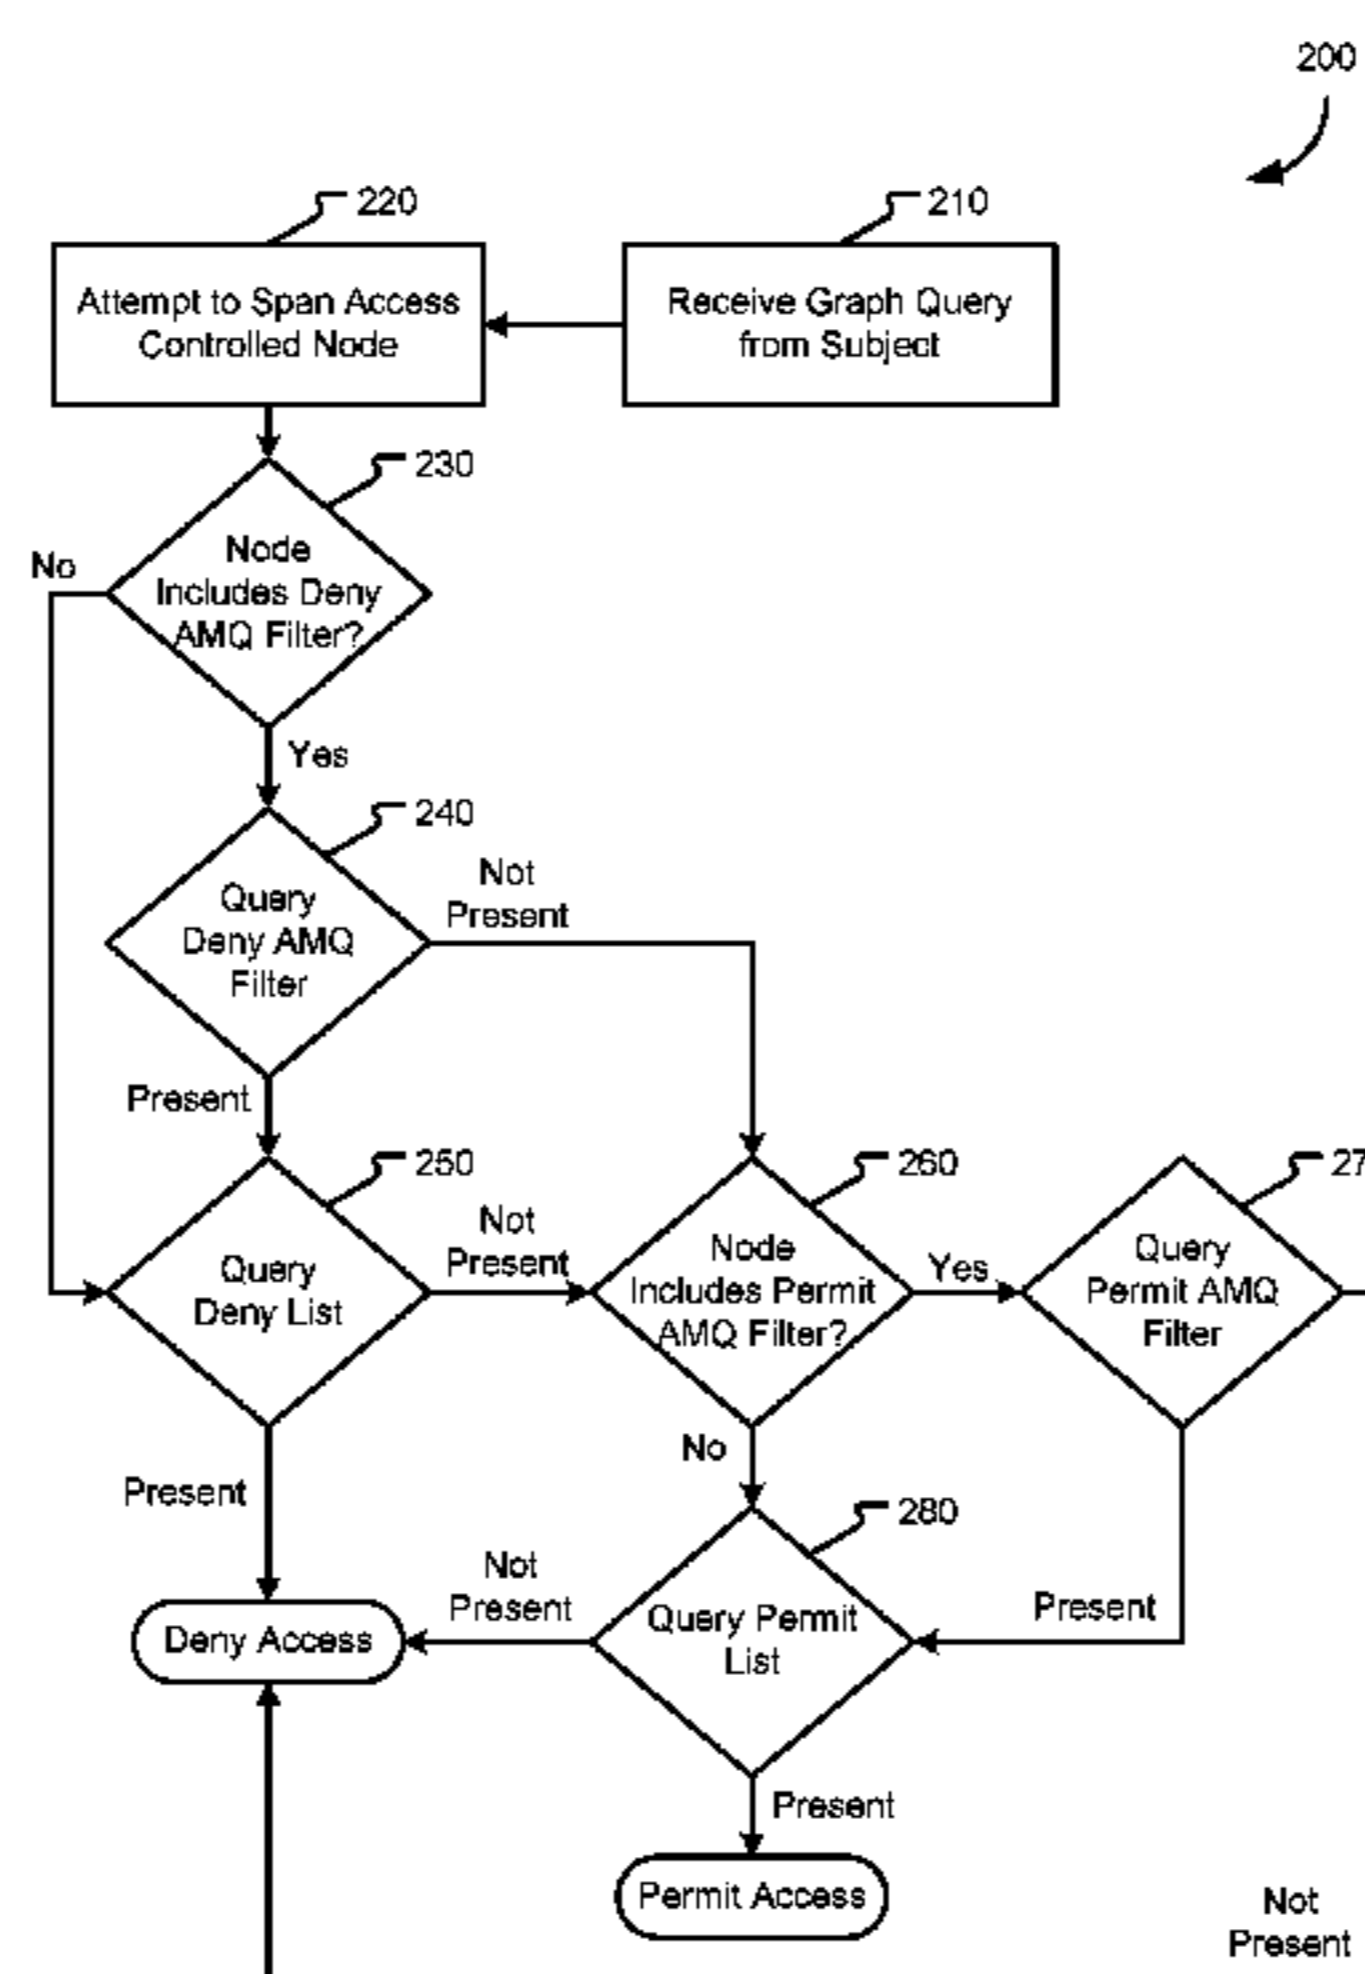 200
220
210
Attempt to Span Access
Controlled Node
Receive Graph Query
from Subject
230
No
Node
Includes Deny
AMQ Filter?
Yes
240
Not
Present
Query
Deny AMQ
Filter
Present
250
260
27
Not
Present
Query
Deny List
Node
Includes Permit
AMQ Filter?
Yes
Query
Permit AMQ
Filter
Present
No
280
Not
Present
Query Permit
List
Present
Deny Access
Present
Permit Access
Not
Present